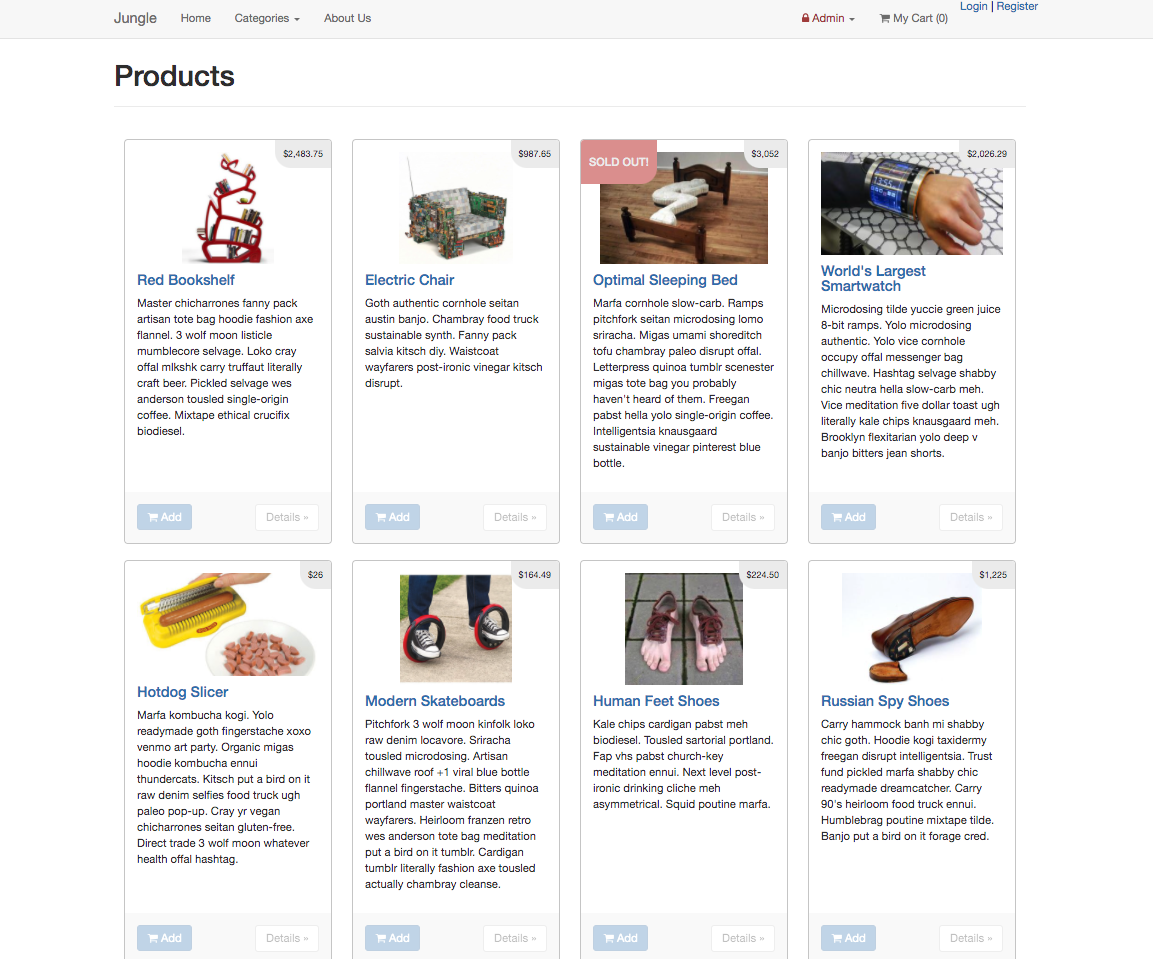 Jungle Home Categories About Us Admin My Cart (0) Login | Register
Products
$2,483.75
Red Bookshelf
Master chicharrones fanny pack
artisan tote bag hoodie fashion axe
flannel. 3 wolf moon listicle
mumblecore selvage. Loko cray
offal mlkshk carry truffaut literally
craft beer. Pickled selvage wes
anderson tousled single-origin
coffee. Mixtape ethical crucifix
biodiesel.
Add Details »
$987.65
Electric Chair
Goth authentic cornhole seitan
austin banjo. Chambray food truck
sustainable synth. Fanny pack
salvia kitsch diy. Waistcoat
wayfarers post-ironic vinegar kitsch
disrupt.
Add Details »
SOLD OUT! $3,052
Optimal Sleeping Bed
Marfa cornhole slow-carb. Ramps
pitchfork seitan microdosing lomo
sriracha. Migas umami shoreditch
tofu chambray paleo disrupt offal.
Letterpress quinoa tumblr scenester
migas tote bag you probably
haven't heard of them. Freegan
pabst hella yolo single-origin coffee.
Intelligentsia knausgaard
sustainable vinegar pinterest blue
bottle.
Add Details »
$2,026.29
World's Largest
Smartwatch
Microdosing tilde yuccie green juice
8-bit ramps. Yolo microdosing
authentic. Yolo vice cornhole
occupy offal messenger bag
chillwave. Hashtag selvage shabby
chic neutra hella slow-carb meh.
Vice meditation five dollar toast ugh
literally kale chips knausgaard meh.
Brooklyn flexitarian yolo deep v
banjo bitters jean shorts.
Add Details »
$26
Hotdog Slicer
Marfa kombucha kogi. Yolo
readymade goth fingerstache xoxo
venmo art party. Organic migas
hoodie kombucha ennui
thundercats. Kitsch put a bird on it
raw denim selfies food truck ugh
paleo pop-up. Cray yr vegan
chicharrones seitan gluten-free.
Direct trade 3 wolf moon whatever
health offal hashtag.
Add Details »
$164.49
Modern Skateboards
Pitchfork 3 wolf moon kinfolk loko
raw denim locavore. Sriracha
tousled microdosing. Artisan
chillwave roof +1 viral blue bottle
flannel fingerstache. Bitters quinoa
portland master waistcoat
wayfarers. Heirloom franzen retro
wes anderson tote bag meditation
put a bird on it tumblr. Cardigan
tumblr literally fashion axe tousled
actually chambray cleanse.
Add Details »
$224.50
Human Feet Shoes
Kale chips cardigan pabst meh
biodiesel. Tousled sartorial portland.
Fap vhs pabst church-key
meditation ennui. Next level post-
ironic drinking cliche meh
asymmetrical. Squid poutine marfa.
Add Details »
$1,225
Russian Spy Shoes
Carry hammock banh mi shabby
chic goth. Hoodie kogi taxidermy
freegan disrupt intelligentsia. Trust
fund pickled marfa shabby chic
readymade dreamcatcher. Carry
90's heirloom food truck ennui.
Humblebrag poutine mixtape tilde.
Banjo put a bird on it forage cred.
Add Details »